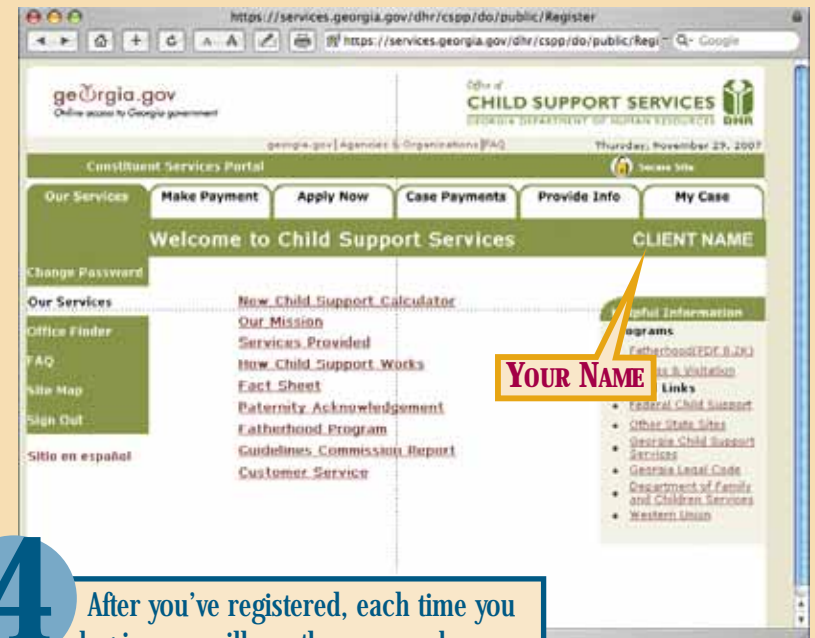 https://services.georgia.gov/dhr/cspp/do/public/Register
A A https://services.georgia.gov/dhr/cspp/do/public/Regi Q- Google
georgia.gov
Online access to Georgia government
Office of
CHILD SUPPORT SERVICES
GEORGIA DEPARTMENT OF HUMAN RESOURCES DHR
georgia.gov | Agencies & Organizations | FAQ Thursday, November 29, 2007
Constituent Services Portal Secure Site
Our Services Make Payment Apply Now Case Payments Provide Info My Case
Welcome to Child Support Services CLIENT NAME
Change Password
Our Services
Office Finder
FAQ
Site Map
Sign Out
Sitio en español
New Child Support Calculator
Our Mission
Services Provided
How Child Support Works
Fact Sheet
Paternity Acknowledgement
Fatherhood Program
Guidelines Commission Report
Customer Service
YOUR NAME
Information
Fatherhood(PDF
& Visitation
Links
Federal Child Support
Other State Sites
Georgia Child Support
Services
Georgia Legal Code
Department of Family
and Children Services
Western Union
4
After you've registered, each time you